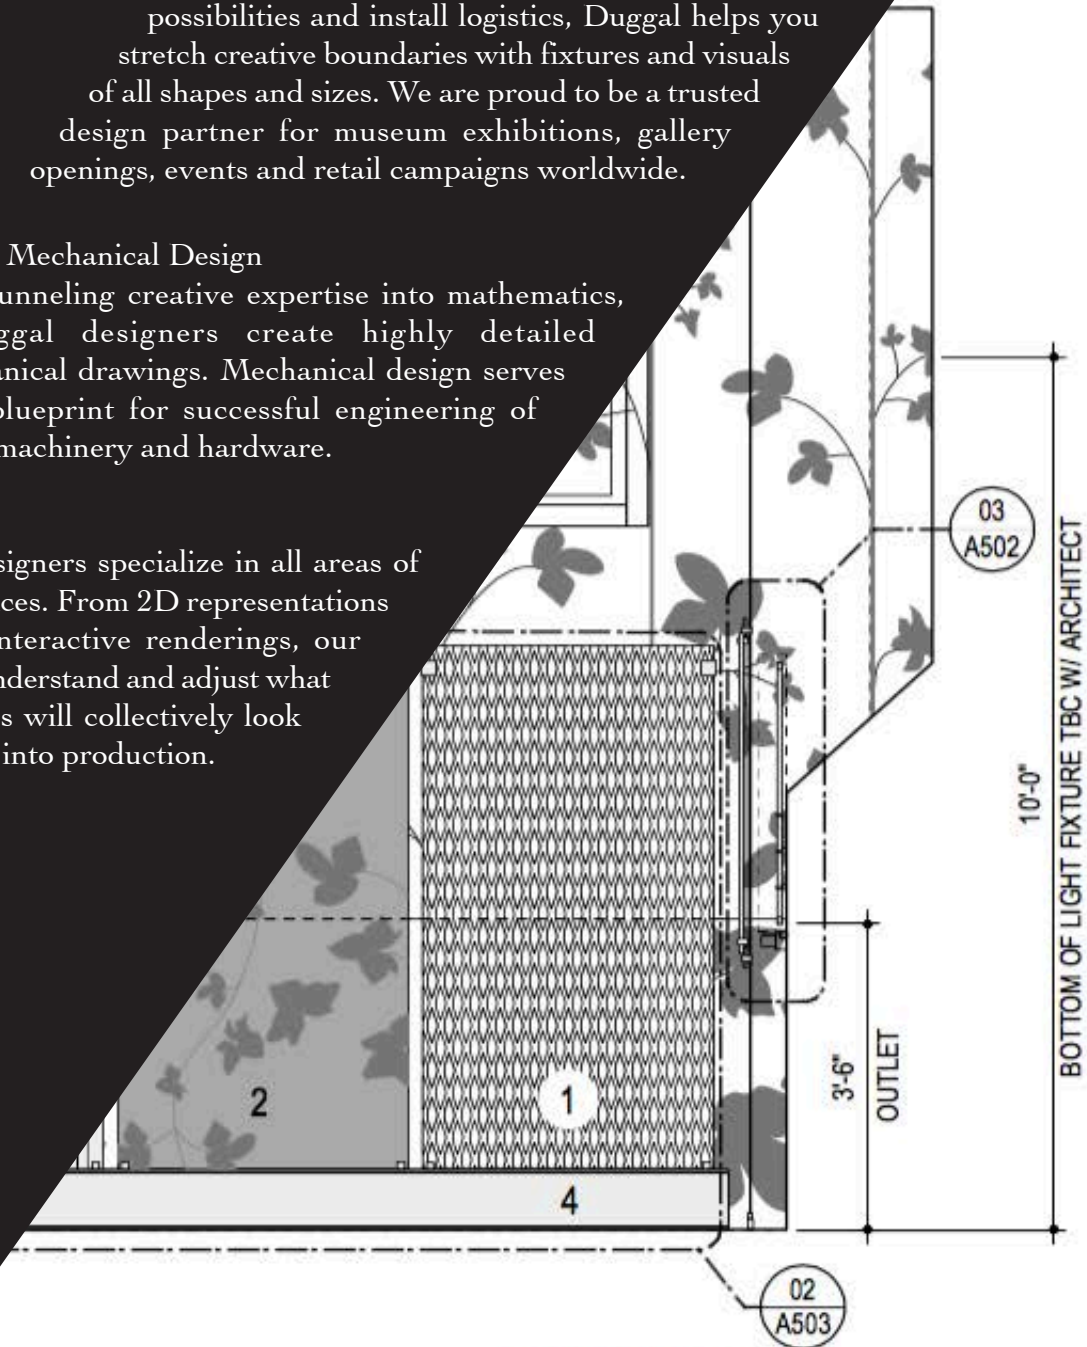 possibilities and install logistics, Duggal helps you
stretch creative boundaries with fixtures and visuals
of all shapes and sizes. We are proud to be a trusted
design partner for museum exhibitions, gallery
openings, events and retail campaigns worldwide.
Mechanical Design
unneling creative expertise into mathematics,
ggal designers create highly detailed
anical drawings. Mechanical design serves
blueprint for successful engineering of
machinery and hardware.
signers specialize in all areas of
ces. From 2D representations
nteractive renderings, our
nderstand and adjust what
s will collectively look
into production.
03
A502
10'-0"
BOTTOM OF LIGHT FIXTURE TBC W/ ARCHITECT
3'-6"
OUTLET
2
1
4
02
A503